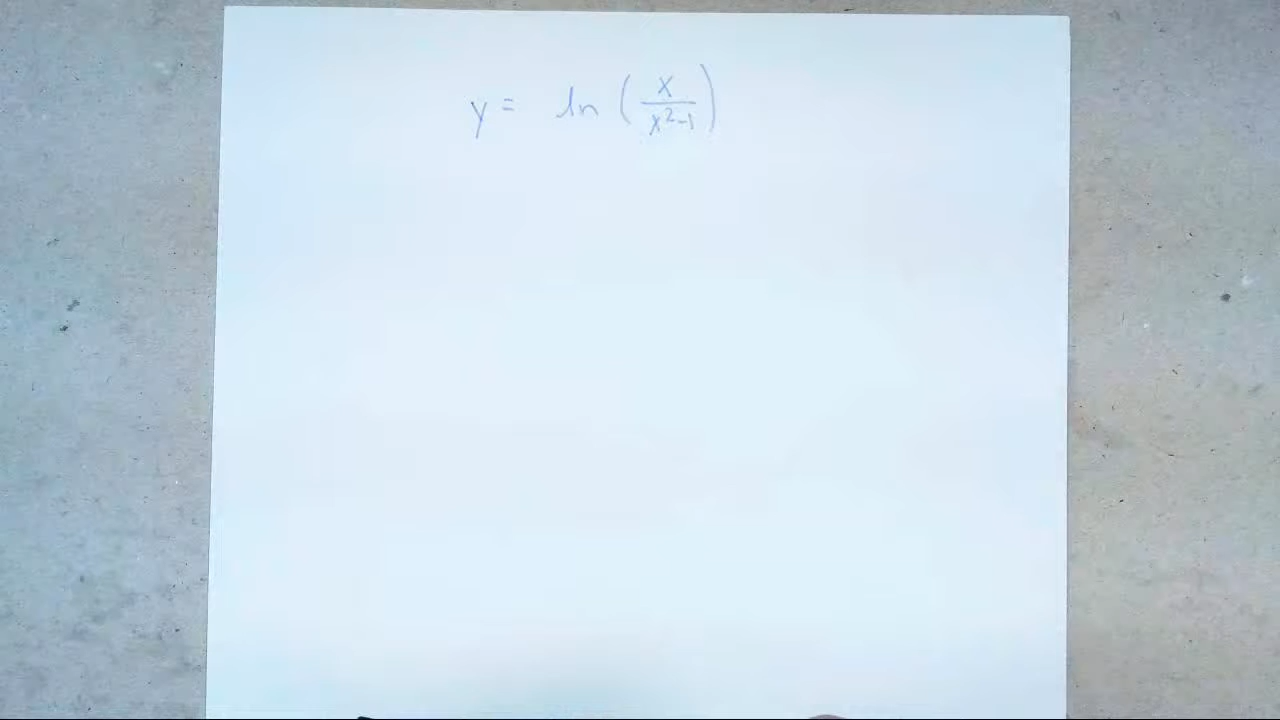 y = ln (x/(x²-1))